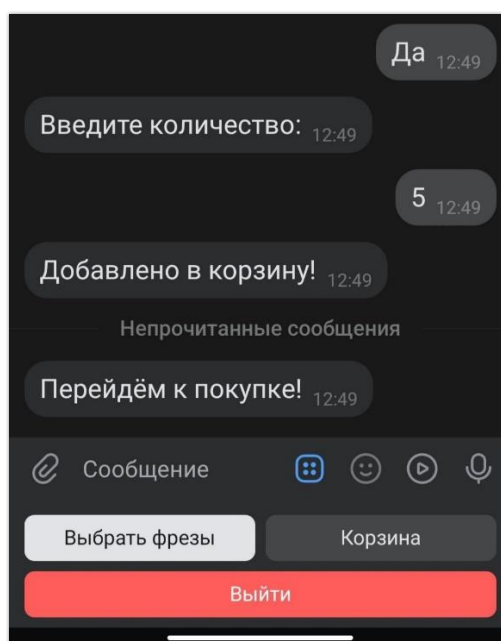 Да 12:49
Введите количество: 12:49
5 12:49
Добавлено в корзину! 12:49
Непрочитанные сообщения
Перейдём к покупке! 12:49
Сообщение
Выбрать фрезы Корзина
Выйти